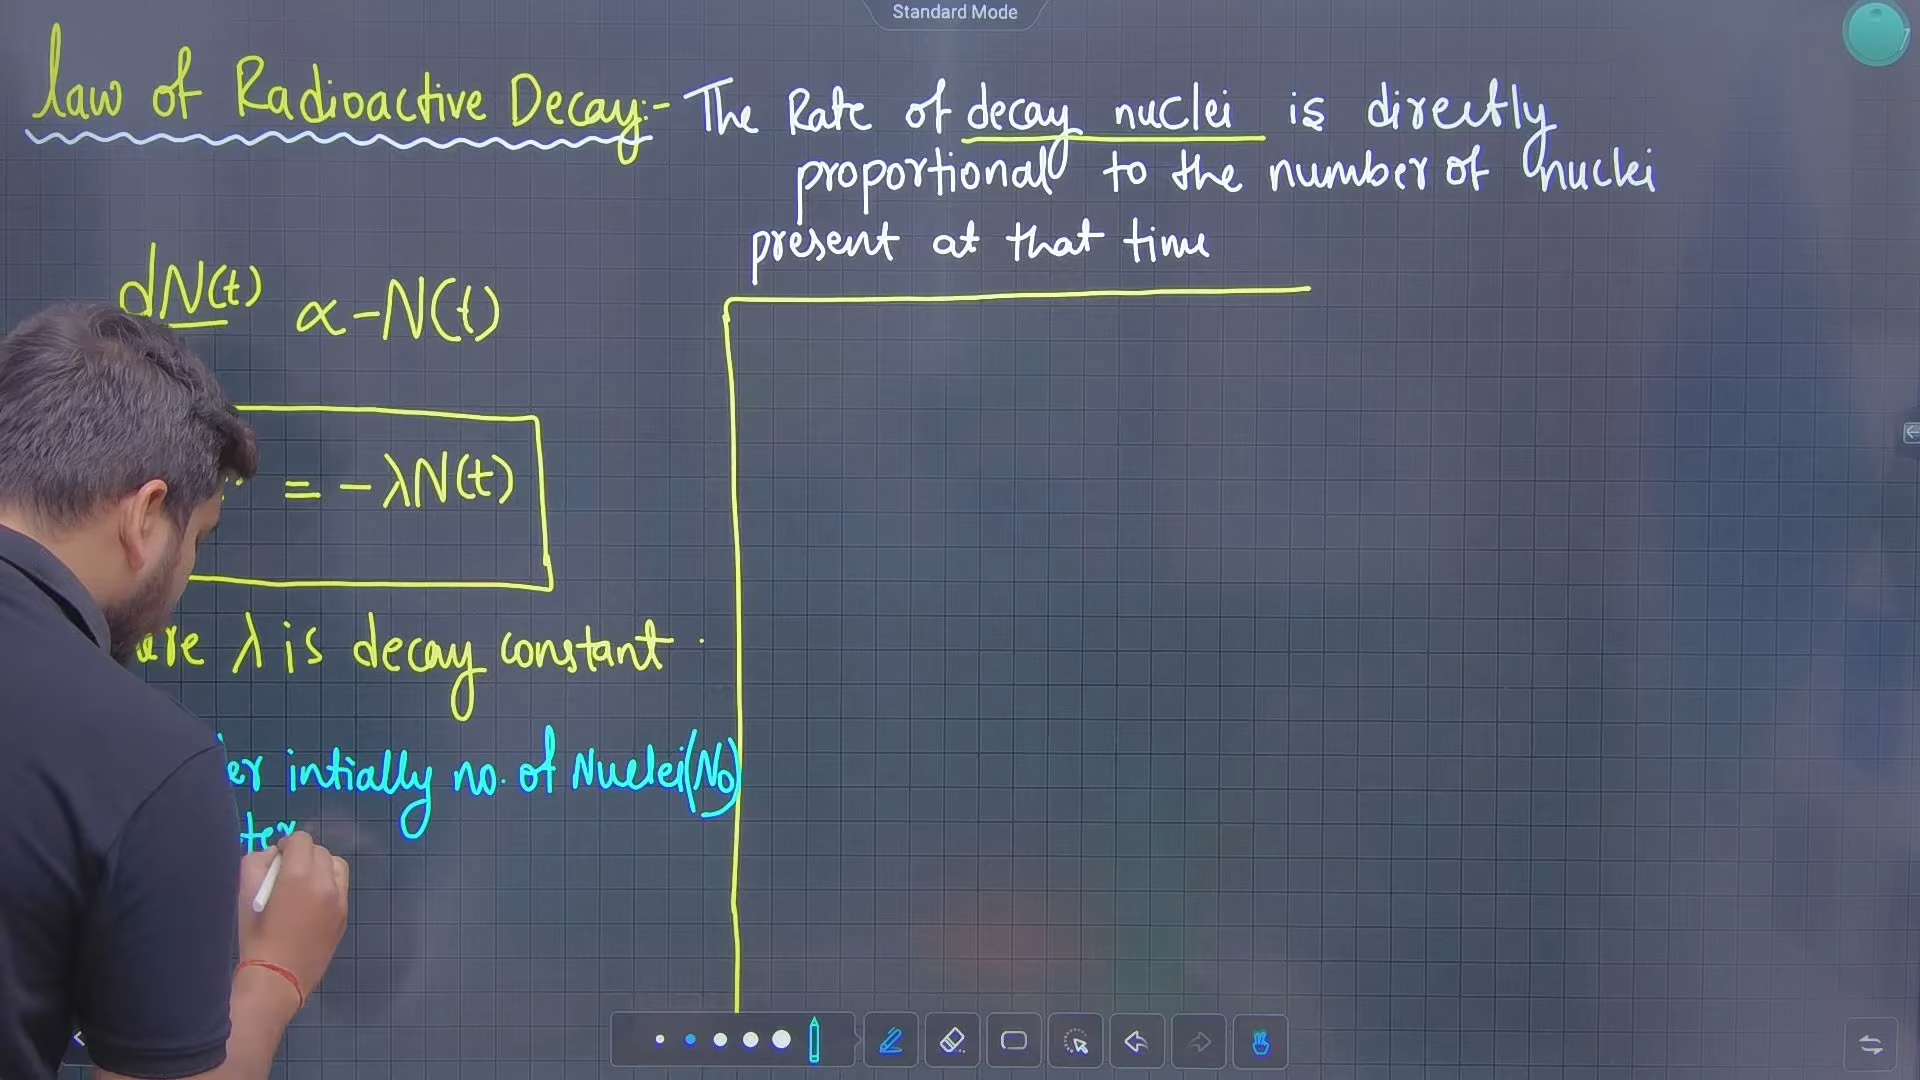 Standard Mode
Law of Radioactive Decay:- The Rate of decay nuclei is directly
proportional to the number of nuclei
present at that time
dN(t) ∝ -N(t)
= -λN(t)
λ is decay constant
intially no. of Nuclei (N₀)